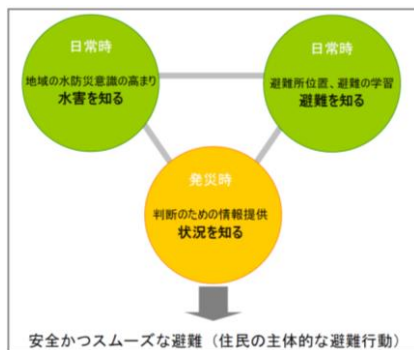 日常時
地域の水防災意識の高まり
水害を知る
日常時
避難所位置、避難の学習
避難を知る
発災時
判断のための情報提供
状況を知る
安全かつスムーズな避難（住民の主体的な避難行動）